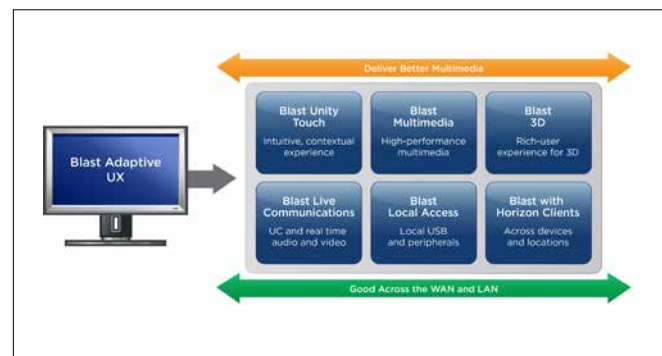 Deliver Better Multimedia
Blast Adaptive
UX
Blast Unity
Touch
Intuitive, contextual
experience
Blast
Multimedia
High-performance
multimedia
Blast
3D
Rich-user
experience for 3D
Blast Live
Communications
UC and real time
audio and video
Blast
Local Access
Local USB
and peripherals
Blast with
Horizon Clients
Across devices
and locations
Good Across the WAN and LAN